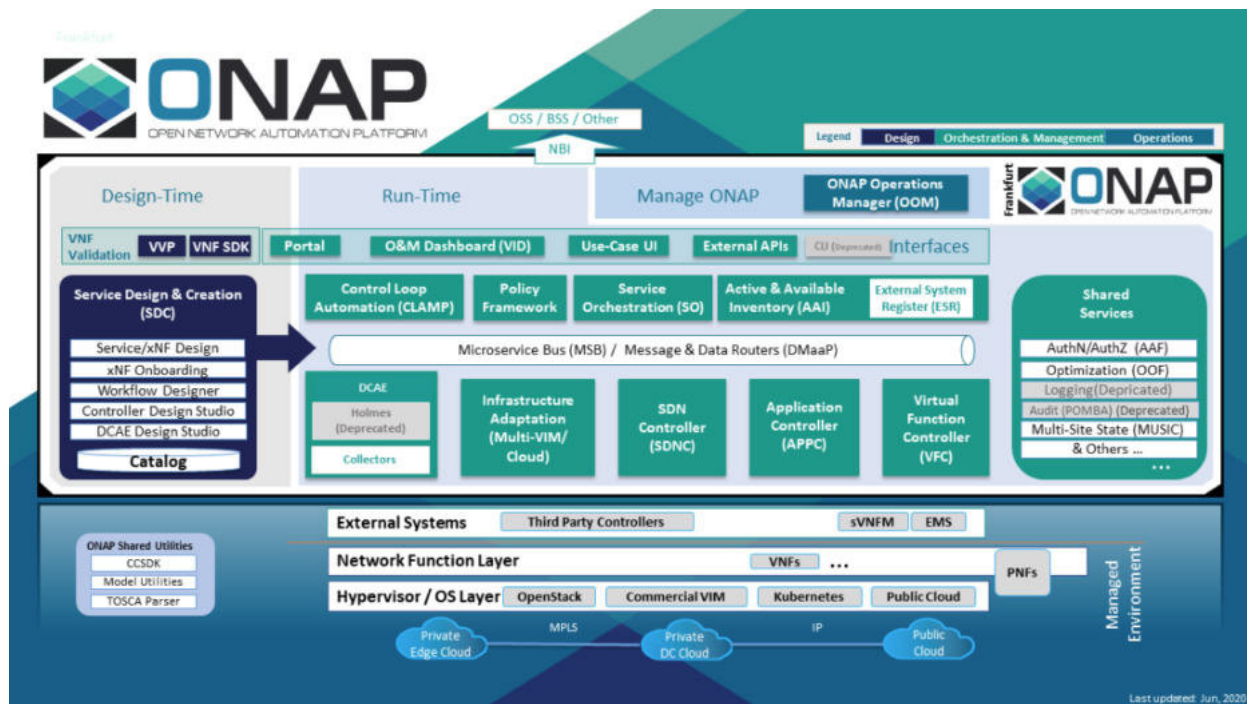 Frankfurt
ONAP
OPEN NETWORK AUTOMATION PLATFORM
OSS / BSS / Other
NBI
Legend Design Orchestration & Management Operations
Design-Time
Run-Time
Manage ONAP
ONAP Operations
Manager (OOM)
Frankfurt
ONAP
OPEN NETWORK AUTOMATION PLATFORM
VNF
Validation
VVP
VNF SDK
Portal
O&M Dashboard (VID)
Use-Case UI
External APIs
CLI (Deprecated)
Interfaces
Service Design & Creation
(SDC)
Service/xNF Design
xNF Onboarding
Workflow Designer
Controller Design Studio
DCAE Design Studio
Catalog
Control Loop
Automation (CLAMP)
Policy
Framework
Service
Orchestration (SO)
Active & Available
Inventory (AAI)
External System
Register (ESR)
Microservice Bus (MSB) / Message & Data Routers (DMaaP)
DCAE
Holmes
(Deprecated)
Collectors
Infrastructure
Adaptation
(Multi-VIM/
Cloud)
SDN
Controller
(SDNC)
Application
Controller
(APPC)
Virtual
Function
Controller
(VFC)
Shared
Services
AuthN/AuthZ (AAF)
Optimization (OOF)
Logging(Depricated)
Audit (POMBA) (Deprecated)
Multi-Site State (MUSIC)
& Others ...
...
ONAP Shared Utilities
CCSDK
Model Utilities
TOSCA Parser
External Systems
Third Party Controllers
sVNFM
EMS
Network Function Layer
VNFs
...
PNFs
Hypervisor / OS Layer
OpenStack
Commercial VIM
Kubernetes
Public Cloud
Managed
Environment
Private
Edge Cloud
MPLS
Private
DC Cloud
IP
Public
Cloud
Last updated: Jun, 2020